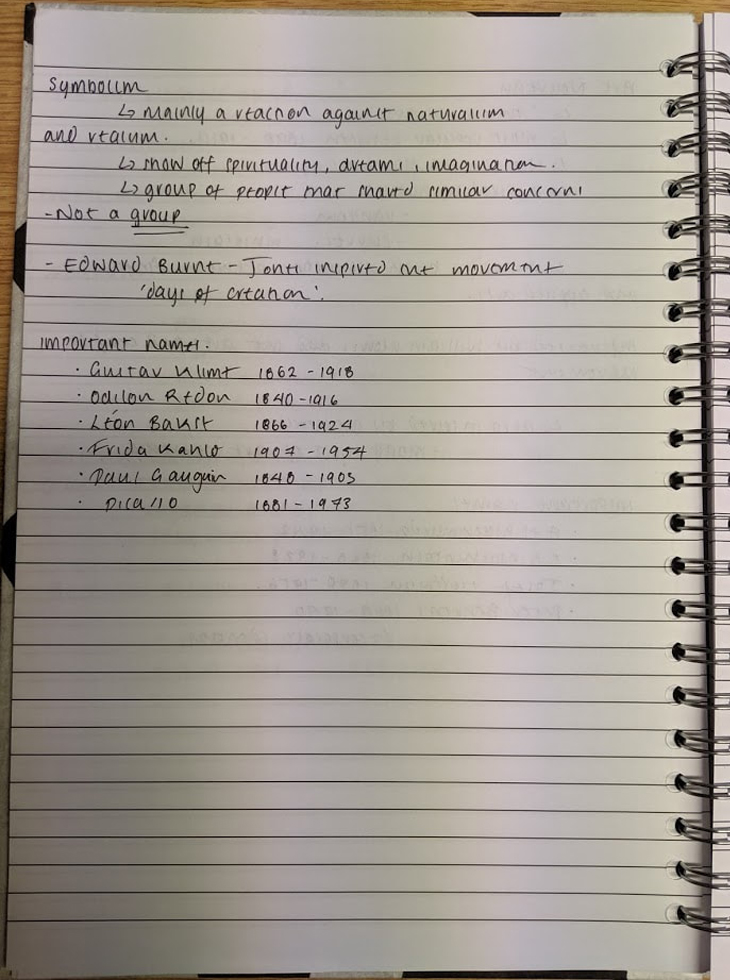 Symbolism
↳ mainly a reaction against naturalism
and realism.
↳ show off spirituality, dreams, imagination.
↳ group of people that shared similar concerns
- Not a group
- Edward Burne-Jones inspired the movement
'days of creation'.
Important names.
· Gustav Klimt 1862 - 1918
· Odilon Redon 1840 - 1916
· Léon Bakst 1866 - 1924
· Frida Kahlo 1907 - 1954
· Paul Gauguin 1848 - 1903
· Picasso 1881 - 1973